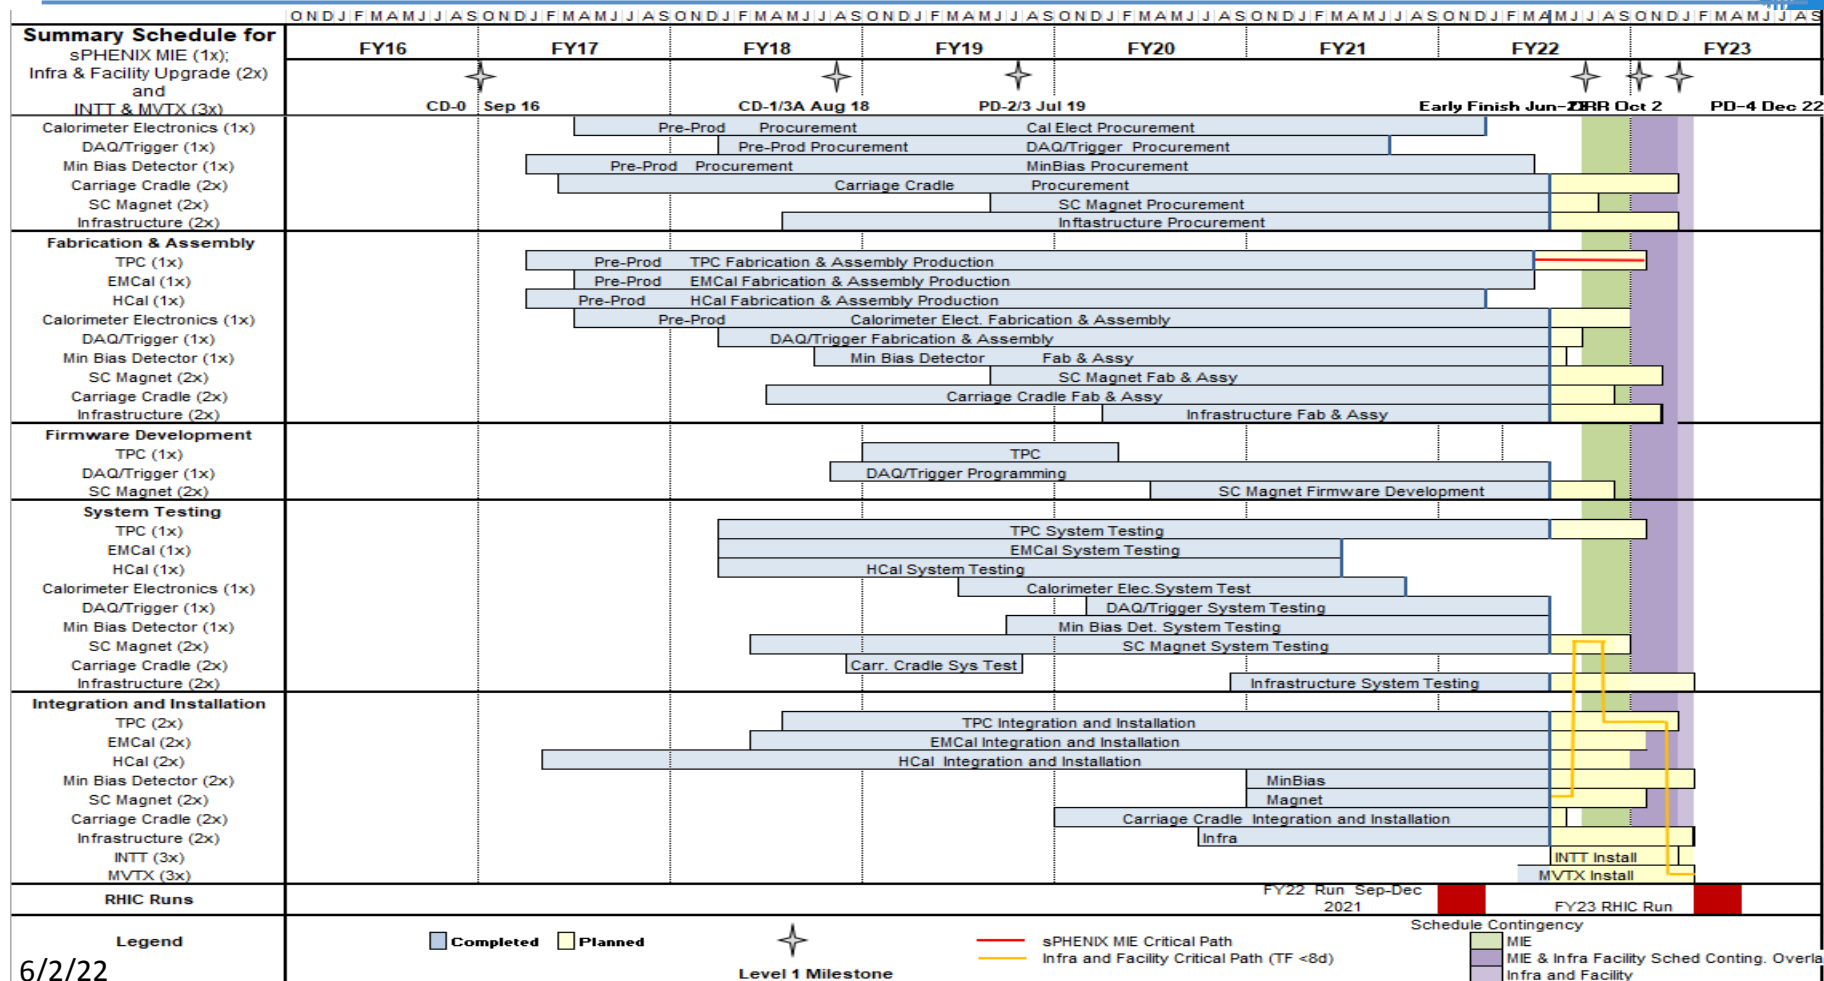 O N D J F M A M J J A S O N D J F M A M J J A S O N D J F M A M J J A S O N D J F M A M J J A S O N D J F M A M J J A S O N D J F M A M J J A S O N D J F M A M J J A S O N D J F M A M J J A S
Summary Schedule for
sPHENIX MIE (1x);
Infra & Facility Upgrade (2x)
and
INTT & MVTX (3x)
FY16 FY17 FY18 FY19 FY20 FY21 FY22 FY23
CD-0 Sep 16 CD-1/3A Aug 18 PD-2/3 Jul 19 Early Finish Jun- RR Oct 2 PD-4 Dec 22
Calorimeter Electronics (1x) Pre-Prod Procurement Cal Elect Procurement
DAQ/Trigger (1x) Pre-Prod Procurement DAQ/Trigger Procurement
Min Bias Detector (1x) Pre-Prod Procurement MinBias Procurement
Carriage Cradle (2x) Carriage Cradle Procurement
SC Magnet (2x) SC Magnet Procurement
Infrastructure (2x) Inftastructure Procurement
Fabrication & Assembly
TPC (1x) Pre-Prod TPC Fabrication & Assembly Production
EMCal (1x) Pre-Prod EMCal Fabrication & Assembly Production
HCal (1x) Pre-Prod HCal Fabrication & Assembly Production
Calorimeter Electronics (1x) Pre-Prod Calorimeter Elect. Fabrication & Assembly
DAQ/Trigger (1x) DAQ/Trigger Fabrication & Assembly
Min Bias Detector (1x) Min Bias Detector Fab & Assy
SC Magnet (2x) SC Magnet Fab & Assy
Carriage Cradle (2x) Carriage Cradle Fab & Assy
Infrastructure (2x) Infrastructure Fab & Assy
Firmware Development
TPC (1x) TPC
DAQ/Trigger (1x) DAQ/Trigger Programming
SC Magnet (2x) SC Magnet Firmware Development
System Testing
TPC (1x) TPC System Testing
EMCal (1x) EMCal System Testing
HCal (1x) HCal System Testing
Calorimeter Electronics (1x) Calorimeter Elec.System Test
DAQ/Trigger (1x) DAQ/Trigger System Testing
Min Bias Detector (1x) Min Bias Det. System Testing
SC Magnet (2x) SC Magnet System Testing
Carriage Cradle (2x) Carr. Cradle Sys Test
Infrastructure (2x) Infrastructure System Testing
Integration and Installation
TPC (2x) TPC Integration and Installation
EMCal (2x) EMCal Integration and Installation
HCal (2x) HCal Integration and Installation
Min Bias Detector (2x) MinBias
SC Magnet (2x) Magnet
Carriage Cradle (2x) Carriage Cradle Integration and Installation
Infrastructure (2x) Infra
INTT (3x) INTT Install
MVTX (3x) MVTX Install
RHIC Runs FY22 Run Sep-Dec
2021 FY23 RHIC Run
Schedule Contingency
Legend Completed Planned sPHENIX MIE Critical Path MIE
Infra and Facility Critical Path (TF <8d) MIE & Infra Facility Sched Conting. Overla
Level 1 Milestone Infra and Facility
6/2/22